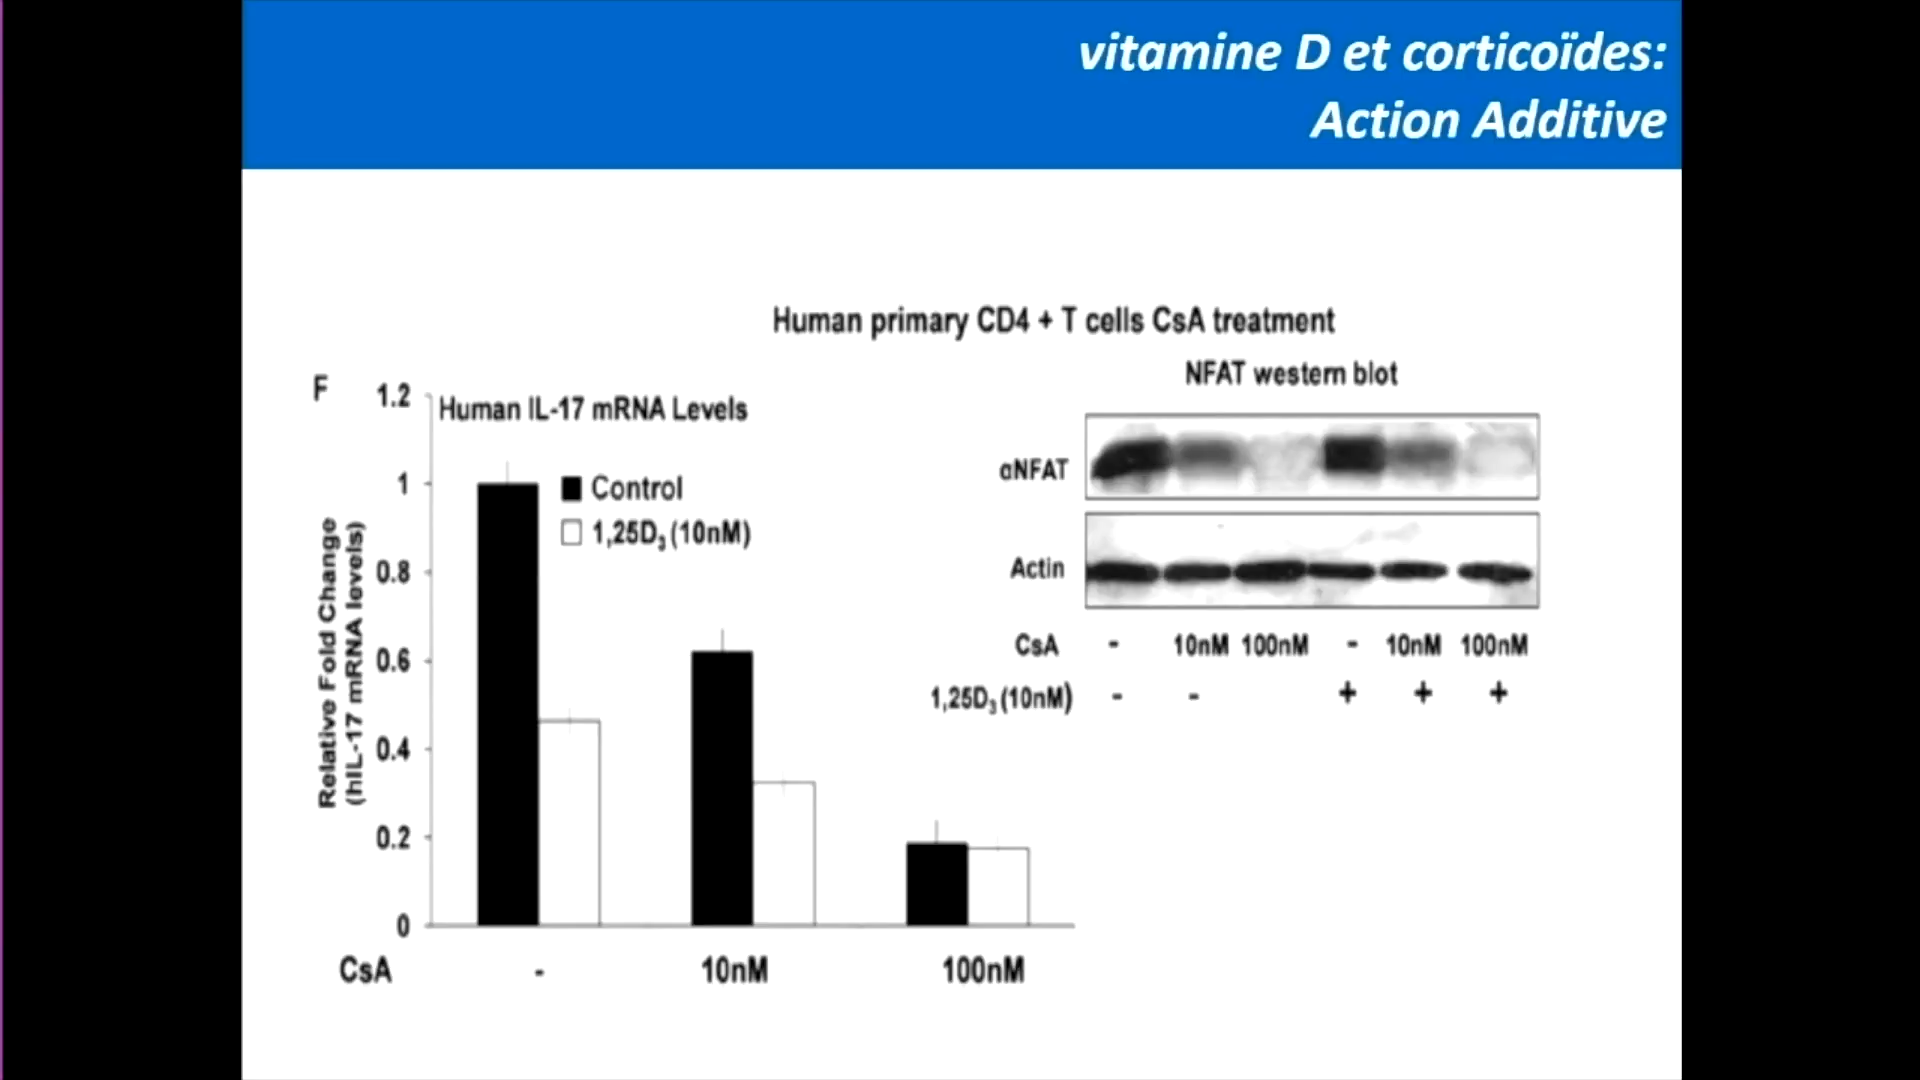 vitamine D et corticoïdes:
Action Additive
Human primary CD4 + T cells CsA treatment
NFAT western blot
F
1.2
Human IL-17 mRNA Levels
1
Control
1,25D₃ (10nM)
0.8
0.6
0.4
0.2
0
Relative Fold Change
(hIL-17 mRNA levels)
CsA - 10nM 100nM
αNFAT
Actin
CsA - 10nM 100nM - 10nM 100nM
1,25D₃ (10nM) - - + + +